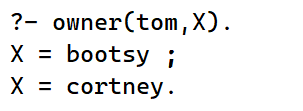 ?- owner(tom,X).
X = bootsy ;
X = cortney.